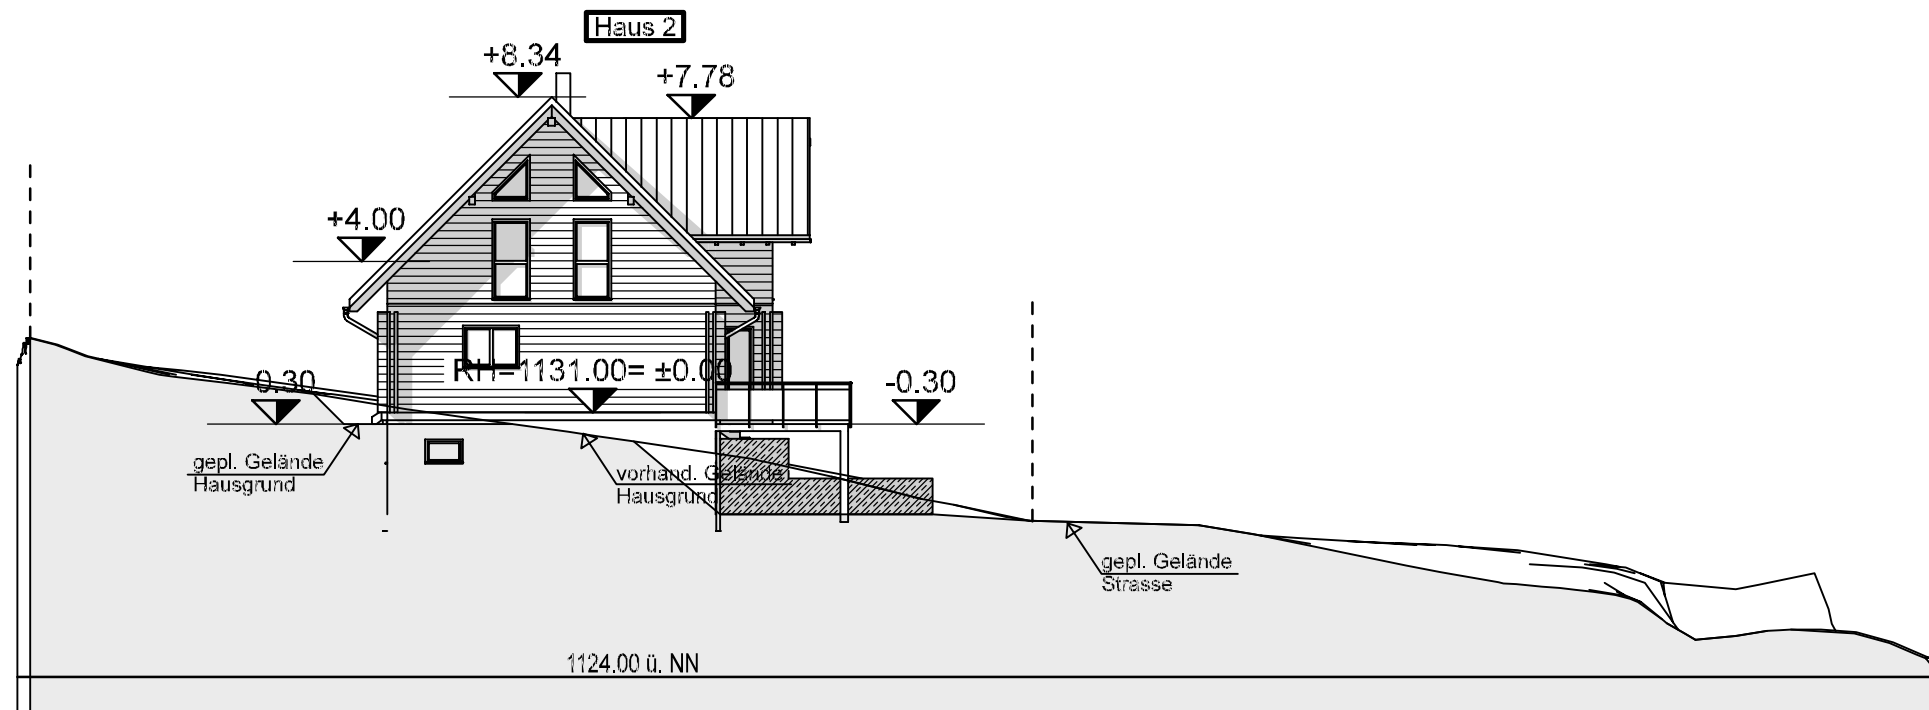 Haus 2
+8.34
+7.78
+4.00
0.30
RH=1131.00= ±0.00
-0.30
gepl. Gelände
Hausgrund
vorhand. Gelände
Hausgrund
gepl. Gelände
Strasse
1124.00 ü. NN